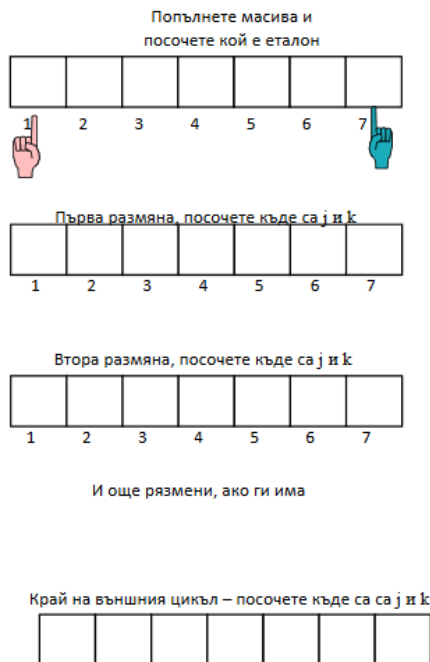 Попълнете масива и
посочете кой е еталон
1 2 3 4 5 6 7
Първа размяна, посочете къде са j и k
1 2 3 4 5 6 7
Втора размяна, посочете къде са j и k
1 2 3 4 5 6 7
И още рязмени, ако ги има
Край на външния цикъл – посочете къде са са j и k